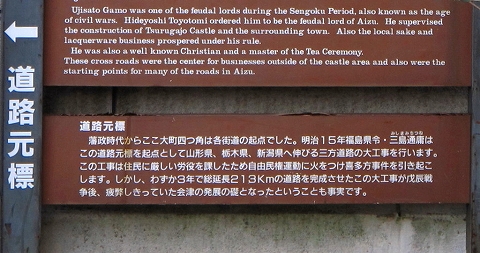 Ujisato Gamo was one of the feudal lords during the Sengoku Period, also known as the age
of civil wars.  Hideyoshi Toyotomi ordered him to be the feudal lord of Aizu.  He supervised
the construction of Tsurugajo Castle and the surrounding town.  Also the local sake and
lacquerware business prospered under his rule.
He was also a well known Christian and a master of the Tea Ceremony.
These cross roads were the center for businesses outside of the castle area and also were the
starting points for many of the roads in Aizu.
←
道路元標
道路元標
藩政時代からここ大町四つ角は各街道の起点でした。明治15年福島県令・三島通庸は
みしまみちつね
この道路元標を起点として山形県、栃木県、新潟県へ伸びる三方道路の大工事を行います。
この工事は住民に厳しい労役を課したため自由民権運動に火をつけ喜多方事件を引き起こ
します。しかし、わずか3年で総延長213Kmの道路を完成させたこの大工事が戊辰戦
争後、疲弊しきっていた会津の発展の礎となったということも事実です。